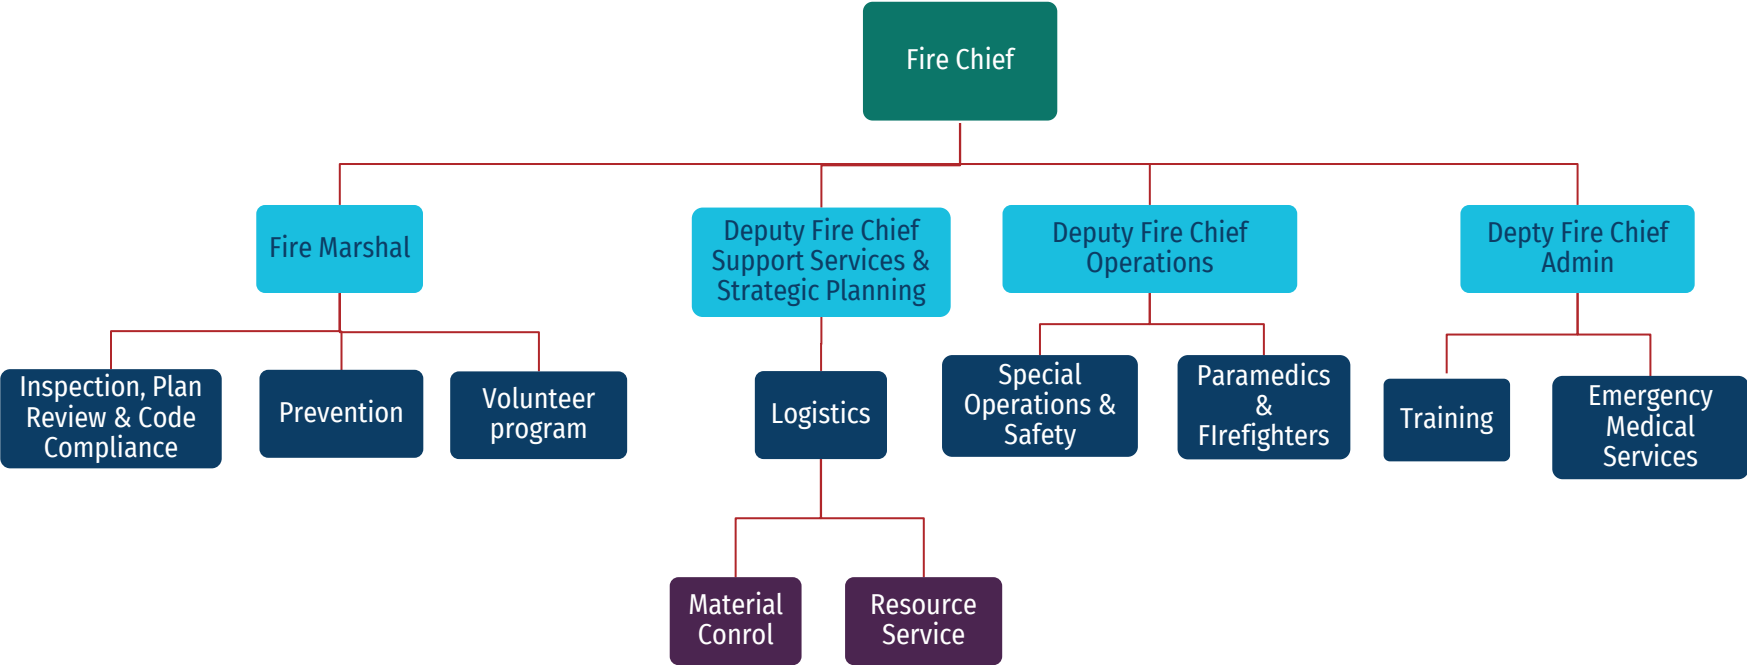 Fire Chief
Fire Marshal
Deputy Fire Chief
Support Services &
Strategic Planning
Deputy Fire Chief
Operations
Depty Fire Chief
Admin
Inspection, Plan
Review & Code
Compliance
Prevention
Volunteer
program
Logistics
Special
Operations &
Safety
Paramedics
&
FIrefighters
Training
Emergency
Medical
Services
Material
Conrol
Resource
Service